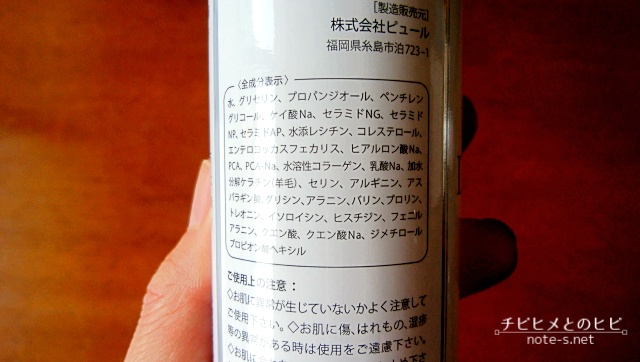 [製造販売元]
株式会社ピュール
福岡県糸島市泊723-1
〈全成分表示〉
水、グリセリン、プロパンジオール、ペンチレン
グリコール、ケイ酸Na、セラミドNG、セラミド
NP、セラミドAP、水添レシチン、コレステロール、
エンテロコッカスフェカリス、ヒアルロン酸Na、
PCA、PCA-Na、水溶性コラーゲン、乳酸Na、加水
分解ケラチン(羊毛)、セリン、アルギニン、アス
パラギン酸、グリシン、アラニン、バリン、プロリン、
トレオニン、イソロイシン、ヒスチジン、フェニル
アラニン、クエン酸、クエン酸Na、ジメチロール
プロピオン酸ヘキシル
ご使用上の注意：
◇お肌に異常が生じていないかよく注意して
ご使用下さい。◇お肌に傷、はれもの、湿疹
等の異常がある時は使用をご遠慮下さい。
チビヒメとのヒビ
note-s.net